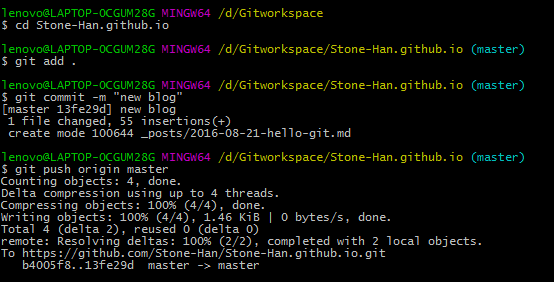 lenovo@LAPTOP-OCGUM28G MINGW64 /d/Gitworkspace
$ cd Stone-Han.github.io
lenovo@LAPTOP-OCGUM28G MINGW64 /d/Gitworkspace/Stone-Han.github.io (master)
$ git add .
lenovo@LAPTOP-OCGUM28G MINGW64 /d/Gitworkspace/Stone-Han.github.io (master)
$ git commit -m "new blog"
[master 13fe29d] new blog
 1 file changed, 55 insertions(+)
 create mode 100644 _posts/2016-08-21-hello-git.md
lenovo@LAPTOP-OCGUM28G MINGW64 /d/Gitworkspace/Stone-Han.github.io (master)
$ git push origin master
Counting objects: 4, done.
Delta compression using up to 4 threads.
Compressing objects: 100% (4/4), done.
Writing objects: 100% (4/4), 1.46 KiB | 0 bytes/s, done.
Total 4 (delta 2), reused 0 (delta 0)
remote: Resolving deltas: 100% (2/2), completed with 2 local objects.
To https://github.com/Stone-Han/Stone-Han.github.io.git
   b4005f8..13fe29d  master -> master